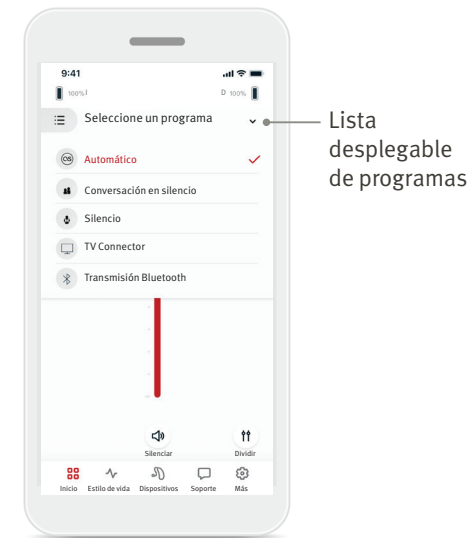 9:41
100% I
D 100%
Seleccione un programa
Lista
desplegable
de programas
Automático
Conversación en silencio
Silencio
TV Connector
Transmisión Bluetooth
Silenciar
Dividir
Inicio
Estilo de vida
Dispositivos
Soporte
Más